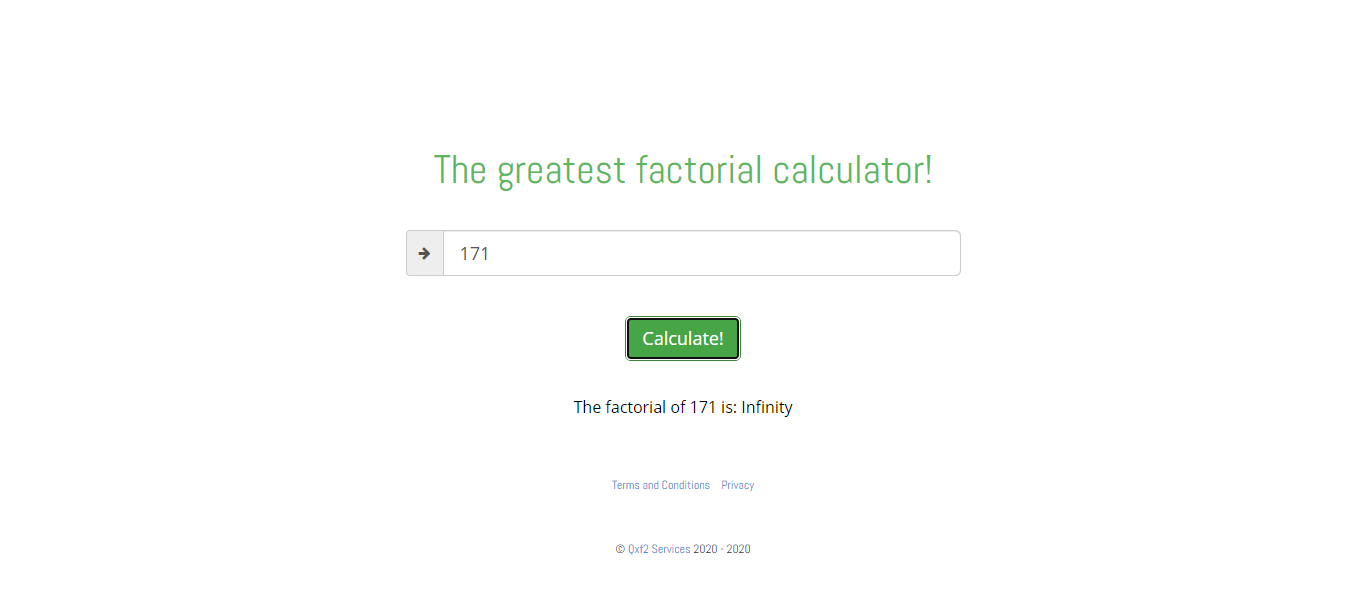 The greatest factorial calculator!
171
Calculate!
The factorial of 171 is: Infinity
Terms and Conditions Privacy
© Qxf2 Services 2020 - 2020